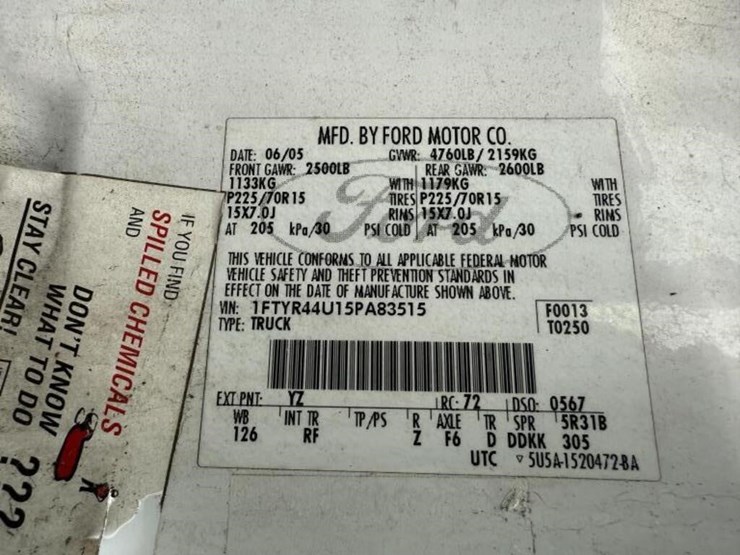 MFD. BY FORD MOTOR CO.
DATE: 06/05 GVWR: 4760LB/ 2159KG
FRONT GAWR: 2500LB REAR GAWR: 2600LB
1133KG WITH 1179KG WITH
P225/70R15 TIRES P225/70R15 TIRES
15X7.0J RIMS 15X7.0J RIMS
AT 205 kPa/30 PSI COLD AT 205 kPa/30 PSI COLD
Ford
THIS VEHICLE CONFORMS TO ALL APPLICABLE FEDERAL MOTOR
VEHICLE SAFETY AND THEFT PREVENTION STANDARDS IN
EFFECT ON THE DATE OF MANUFACTURE SHOWN ABOVE.
VIN: 1FTYR44U15PA83515 F0013
TYPE: TRUCK T0250
EXT PNT: YZ RC: 72 DSO: 0567
WB INT TR TP/PS R AXLE TR SPR 5R31B
126 RF Z F6 D DDKK 305
UTC ▽5U5A-1520472-BA
IF YOU FIND
SPILLED CHEMICALS
AND
DON'T KNOW
WHAT TO DO ???
STAY CLEAR!